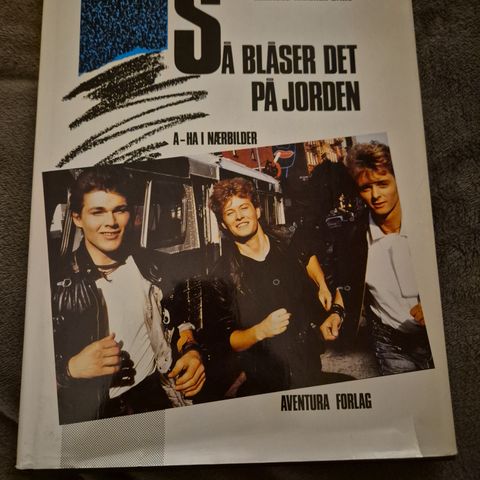 SÅ BLÅSER DET
PÅ JORDEN
A-HA I NÆRBILDER
AVENTURA FORLAG